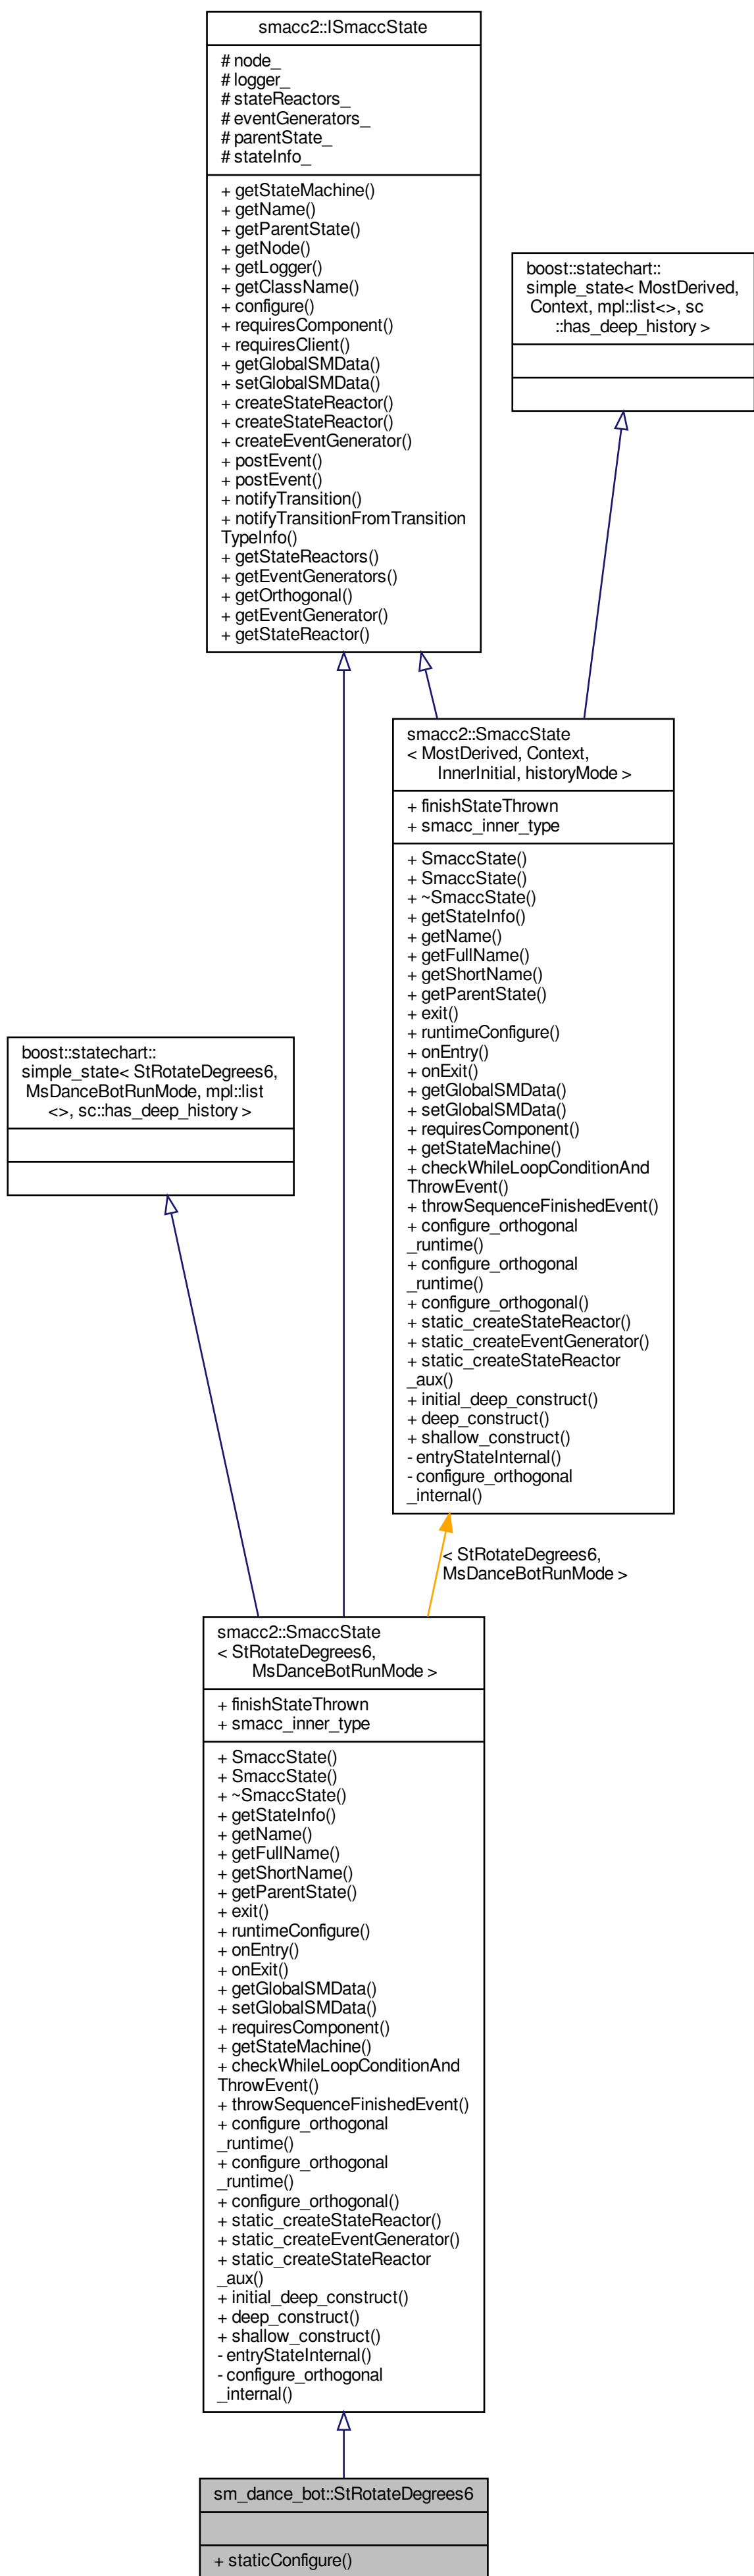 smacc2::ISmaccState
# node_
# logger_
# stateReactors_
# eventGenerators_
# parentState_
# stateInfo_
+ getStateMachine()
+ getName()
+ getParentState()
+ getNode()
+ getLogger()
+ getClassName()
+ configure()
+ requiresComponent()
+ requiresClient()
+ getGlobalSMData()
+ setGlobalSMData()
+ createStateReactor()
+ createStateReactor()
+ createEventGenerator()
+ postEvent()
+ postEvent()
+ notifyTransition()
+ notifyTransitionFromTransition
TypeInfo()
+ getStateReactors()
+ getEventGenerators()
+ getOrthogonal()
+ getEventGenerator()
+ getStateReactor()
boost::statechart::
simple_state< MostDerived,
Context, mpl::list<>, sc
::has_deep_history >
smacc2::SmaccState
< MostDerived, Context,
InnerInitial, historyMode >
+ finishStateThrown
+ smacc_inner_type
+ SmaccState()
+ SmaccState()
+ ~SmaccState()
+ getStateInfo()
+ getName()
+ getFullName()
+ getShortName()
+ getParentState()
+ exit()
+ runtimeConfigure()
+ onEntry()
+ onExit()
+ getGlobalSMData()
+ setGlobalSMData()
+ requiresComponent()
+ getStateMachine()
+ checkWhileLoopConditionAnd
ThrowEvent()
+ throwSequenceFinishedEvent()
+ configure_orthogonal
_runtime()
+ configure_orthogonal
_runtime()
+ configure_orthogonal()
+ static_createStateReactor()
+ static_createEventGenerator()
+ static_createStateReactor
_aux()
+ initial_deep_construct()
+ deep_construct()
+ shallow_construct()
- entryStateInternal()
- configure_orthogonal
_internal()
boost::statechart::
simple_state< StRotateDegrees6,
MsDanceBotRunMode, mpl::list
<>, sc::has_deep_history >
< StRotateDegrees6,
MsDanceBotRunMode >
smacc2::SmaccState
< StRotateDegrees6,
MsDanceBotRunMode >
+ finishStateThrown
+ smacc_inner_type
+ SmaccState()
+ SmaccState()
+ ~SmaccState()
+ getStateInfo()
+ getName()
+ getFullName()
+ getShortName()
+ getParentState()
+ exit()
+ runtimeConfigure()
+ onEntry()
+ onExit()
+ getGlobalSMData()
+ setGlobalSMData()
+ requiresComponent()
+ getStateMachine()
+ checkWhileLoopConditionAnd
ThrowEvent()
+ throwSequenceFinishedEvent()
+ configure_orthogonal
_runtime()
+ configure_orthogonal
_runtime()
+ configure_orthogonal()
+ static_createStateReactor()
+ static_createEventGenerator()
+ static_createStateReactor
_aux()
+ initial_deep_construct()
+ deep_construct()
+ shallow_construct()
- entryStateInternal()
- configure_orthogonal
_internal()
sm_dance_bot::StRotateDegrees6
+ staticConfigure()